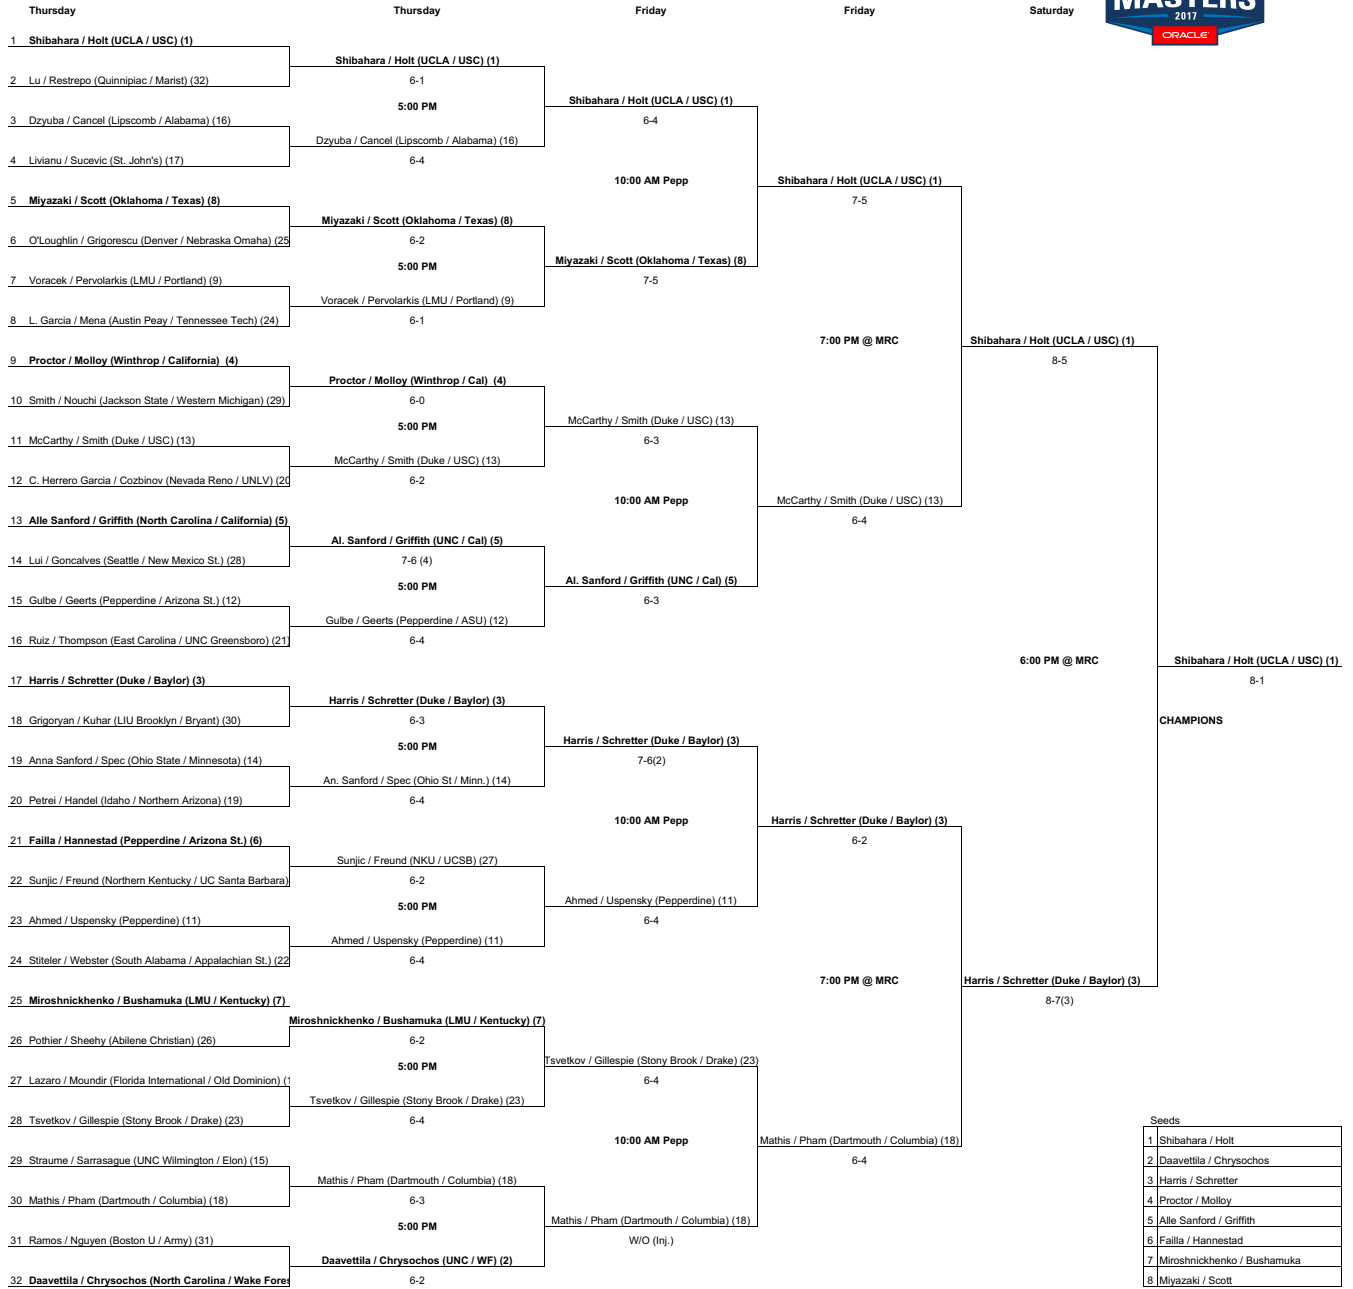 Thursday Thursday Friday Friday Saturday
MASTERS
2017
ORACLE
1 Shibahara / Holt (UCLA / USC) (1)
Shibahara / Holt (UCLA / USC) (1)
2 Lu / Restrepo (Quinnipiac / Marist) (32) 6-1
5:00 PM Shibahara / Holt (UCLA / USC) (1)
3 Dzyuba / Cancel (Lipscomb / Alabama) (16) 6-4
Dzyuba / Cancel (Lipscomb / Alabama) (16)
4 Livianu / Sucevic (St. John's) (17) 6-4
10:00 AM Pepp Shibahara / Holt (UCLA / USC) (1)
5 Miyazaki / Scott (Oklahoma / Texas) (8) 7-5
Miyazaki / Scott (Oklahoma / Texas) (8)
6 O'Loughlin / Grigorescu (Denver / Nebraska Omaha) (25 6-2
5:00 PM Miyazaki / Scott (Oklahoma / Texas) (8)
7 Voracek / Pervolarkis (LMU / Portland) (9) 7-5
Voracek / Pervolarkis (LMU / Portland) (9)
8 L. Garcia / Mena (Austin Peay / Tennessee Tech) (24) 6-1
7:00 PM @ MRC Shibahara / Holt (UCLA / USC) (1)
9 Proctor / Molloy (Winthrop / California) (4) 8-5
Proctor / Molloy (Winthrop / Cal) (4)
10 Smith / Nouchi (Jackson State / Western Michigan) (29) 6-0
5:00 PM McCarthy / Smith (Duke / USC) (13)
11 McCarthy / Smith (Duke / USC) (13) 6-3
McCarthy / Smith (Duke / USC) (13)
12 C. Herrero Garcia / Cozbinov (Nevada Reno / UNLV) (20 6-2
10:00 AM Pepp McCarthy / Smith (Duke / USC) (13)
13 Alle Sanford / Griffith (North Carolina / California) (5) 6-4
Al. Sanford / Griffith (UNC / Cal) (5)
14 Lui / Goncalves (Seattle / New Mexico St.) (28) 7-6 (4)
5:00 PM Al. Sanford / Griffith (UNC / Cal) (5)
15 Gulbe / Geerts (Pepperdine / Arizona St.) (12) 6-3
Gulbe / Geerts (Pepperdine / ASU) (12)
16 Ruiz / Thompson (East Carolina / UNC Greensboro) (21) 6-4
6:00 PM @ MRC Shibahara / Holt (UCLA / USC) (1)
17 Harris / Schretter (Duke / Baylor) (3) 8-1
Harris / Schretter (Duke / Baylor) (3)
18 Grigoryan / Kuhar (LIU Brooklyn / Bryant) (30) 6-3 CHAMPIONS
5:00 PM Harris / Schretter (Duke / Baylor) (3)
19 Anna Sanford / Spec (Ohio State / Minnesota) (14) 7-6(2)
An. Sanford / Spec (Ohio St / Minn.) (14)
20 Petrei / Handel (Idaho / Northern Arizona) (19) 6-4
10:00 AM Pepp Harris / Schretter (Duke / Baylor) (3)
21 Failla / Hannestad (Pepperdine / Arizona St.) (6) 6-2
Sunjic / Freund (NKU / UCSB) (27)
22 Sunjic / Freund (Northern Kentucky / UC Santa Barbara) 6-2
5:00 PM Ahmed / Uspensky (Pepperdine) (11)
23 Ahmed / Uspensky (Pepperdine) (11) 6-4
Ahmed / Uspensky (Pepperdine) (11)
24 Stiteler / Webster (South Alabama / Appalachian St.) (22 6-4
7:00 PM @ MRC Harris / Schretter (Duke / Baylor) (3)
25 Miroshnickhenko / Bushamuka (LMU / Kentucky) (7) 8-7(3)
Miroshnickhenko / Bushamuka (LMU / Kentucky) (7)
26 Pothier / Sheehy (Abilene Christian) (26) 6-2
5:00 PM Tsvetkov / Gillespie (Stony Brook / Drake) (23)
27 Lazaro / Moundir (Florida International / Old Dominion) (1 6-4
Tsvetkov / Gillespie (Stony Brook / Drake) (23)
28 Tsvetkov / Gillespie (Stony Brook / Drake) (23) 6-4
10:00 AM Pepp Mathis / Pham (Dartmouth / Columbia) (18)
29 Straume / Sarrasague (UNC Wilmington / Elon) (15) 6-4
Mathis / Pham (Dartmouth / Columbia) (18)
30 Mathis / Pham (Dartmouth / Columbia) (18) 6-3
5:00 PM Mathis / Pham (Dartmouth / Columbia) (18)
31 Ramos / Nguyen (Boston U / Army) (31) W/O (Inj.)
Daavettila / Chrysochos (UNC / WF) (2)
32 Daavettila / Chrysochos (North Carolina / Wake Fores 6-2
Seeds
1 Shibahara / Holt
2 Daavettila / Chrysochos
3 Harris / Schretter
4 Proctor / Molloy
5 Alle Sanford / Griffith
6 Failla / Hannestad
7 Miroshnickhenko / Bushamuka
8 Miyazaki / Scott